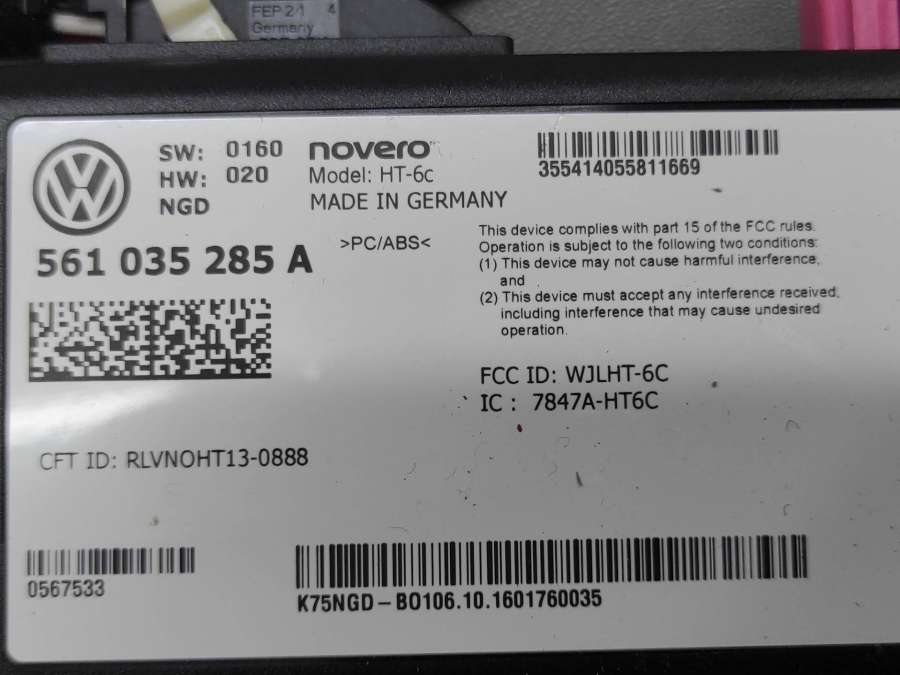 FEP 2/1 4
Germany
SW: 0160
HW: 020
NGD
novero
Model: HT-6c
MADE IN GERMANY
355414055811669
561 035 285 A
>PC/ABS<
This device complies with part 15 of the FCC rules.
Operation is subject to the following two conditions:
(1) This device may not cause harmful interference,
and
(2) This device must accept any interference received,
including interference that may cause undesired
operation.
FCC ID: WJLHT-6C
IC : 7847A-HT6C
CFT ID: RLVNOHT13-0888
0567533
K75NGD-BO106.10.1601760035